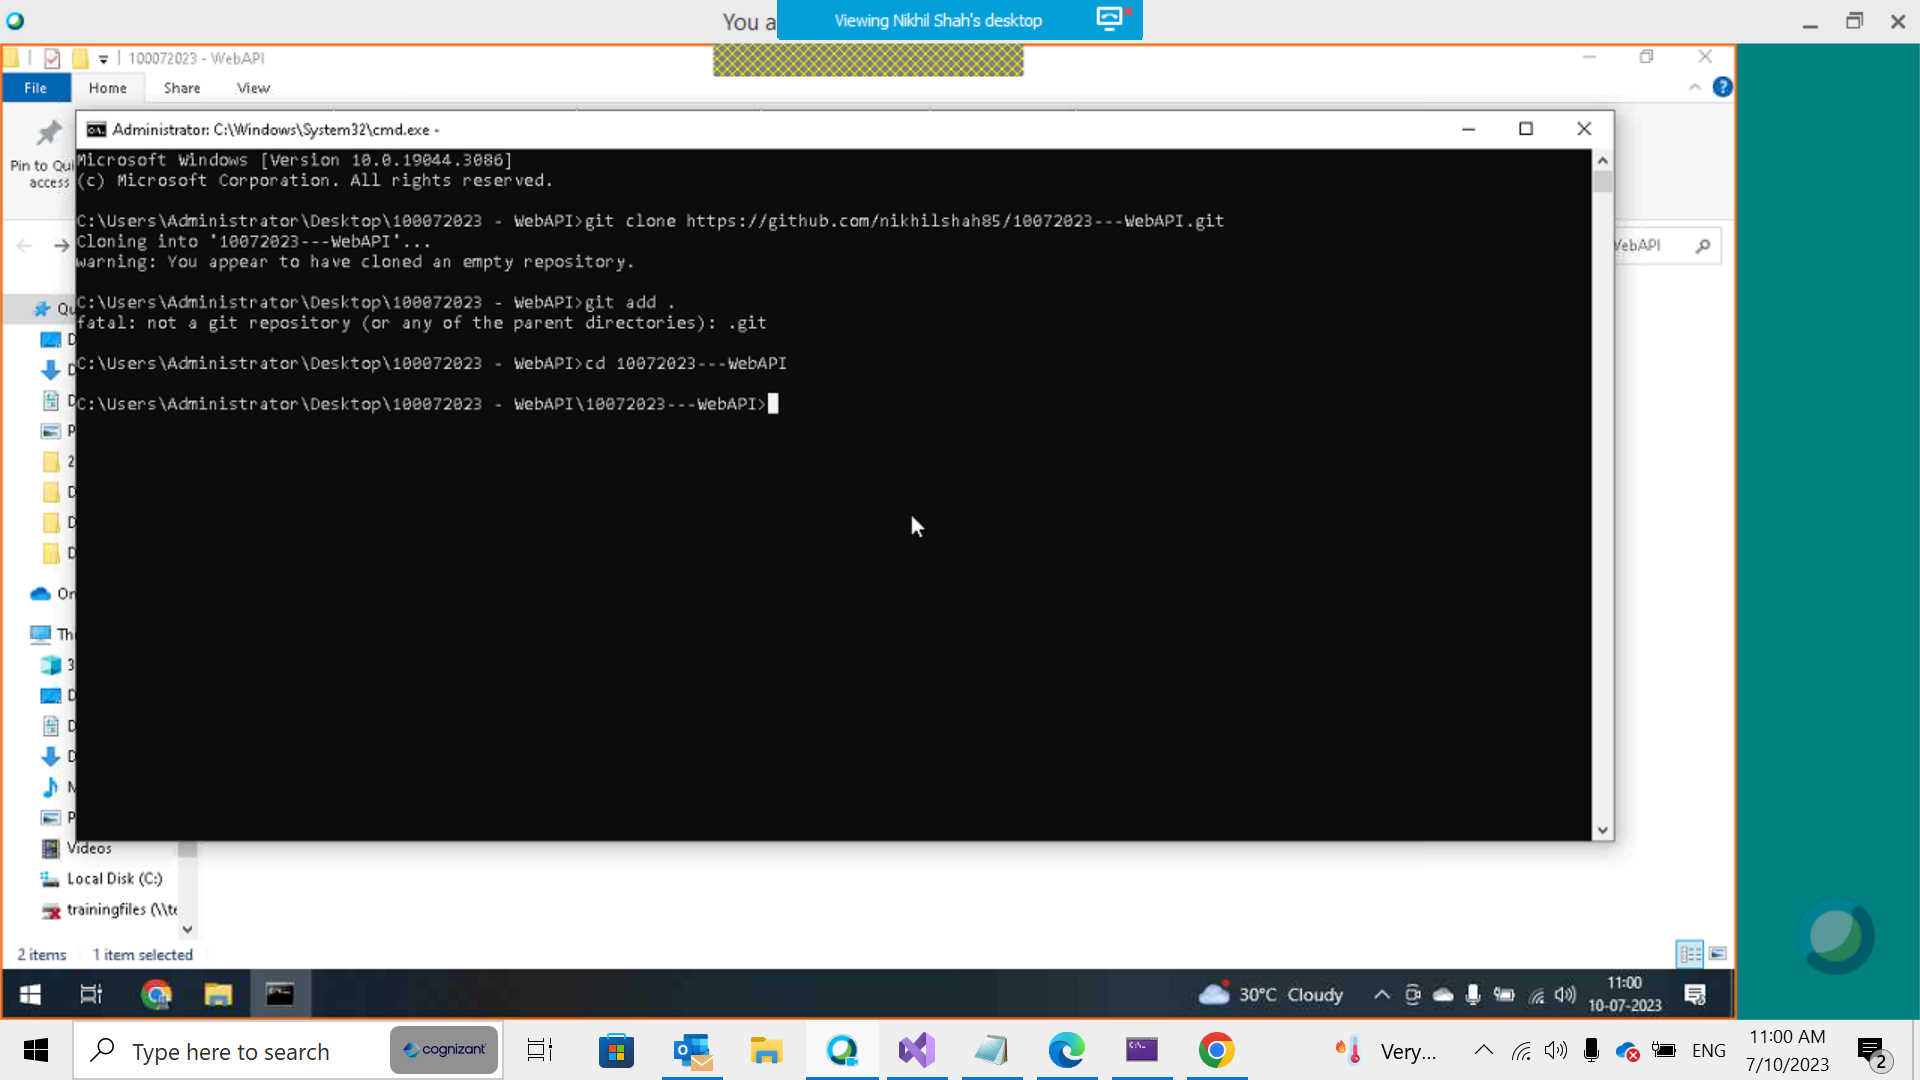 You a
Viewing Nikhil Shah's desktop
100072023 - WebAPI
File
Home
Share
View
Administrator: C:\Windows\System32\cmd.exe -
Pin to Qui
access
Microsoft Windows [Version 10.0.19044.3086]
(c) Microsoft Corporation. All rights reserved.
C:\Users\Administrator\Desktop\100072023 - WebAPI>git clone https://github.com/nikhilshah85/10072023---WebAPI.git
Cloning into '10072023---WebAPI'...
warning: You appear to have cloned an empty repository.
C:\Users\Administrator\Desktop\100072023 - WebAPI>git add .
fatal: not a git repository (or any of the parent directories): .git
C:\Users\Administrator\Desktop\100072023 - WebAPI>cd 10072023---WebAPI
C:\Users\Administrator\Desktop\100072023 - WebAPI\10072023---WebAPI>
VebAPI
Qu
D
D
D
P
2
D
D
D
On
Th
3
D
D
D
M
P
Videos
Local Disk (C:)
trainingfiles (\\te
2 items
1 item selected
30°C Cloudy
11:00
10-07-2023
Type here to search
cognizant
Very...
ENG
11:00 AM
7/10/2023
2